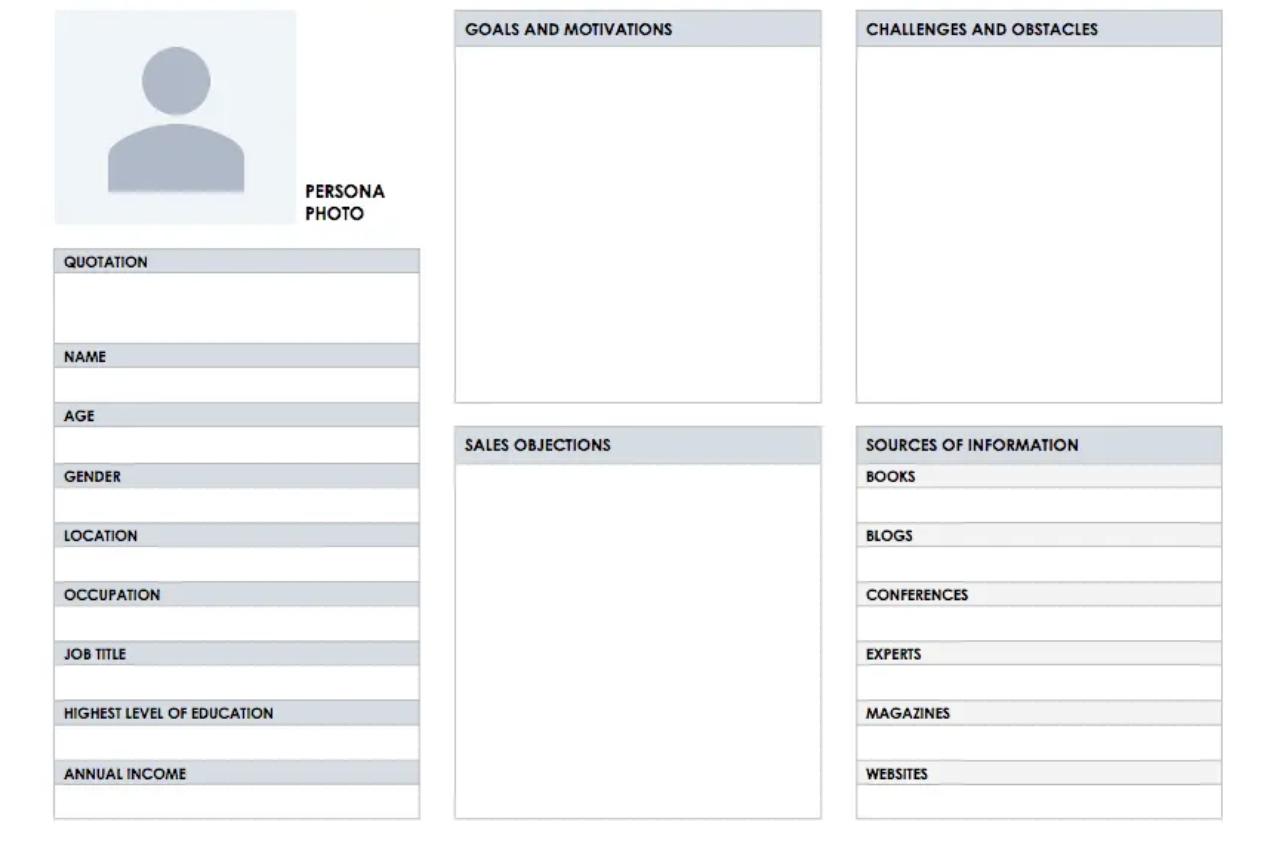 PERSONA
PHOTO
QUOTATION
NAME
AGE
GENDER
LOCATION
OCCUPATION
JOB TITLE
HIGHEST LEVEL OF EDUCATION
ANNUAL INCOME
GOALS AND MOTIVATIONS
SALES OBJECTIONS
CHALLENGES AND OBSTACLES
SOURCES OF INFORMATION
BOOKS
BLOGS
CONFERENCES
EXPERTS
MAGAZINES
WEBSITES